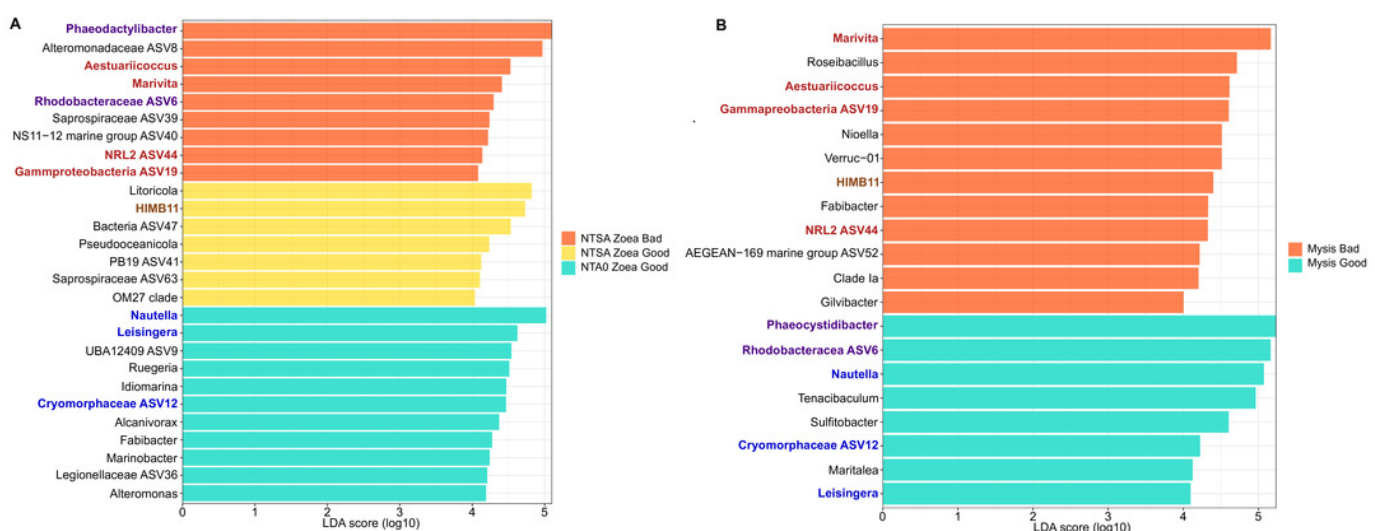 A
Phaeodactylibacter
Alteromonadaceae ASV8
Aestuariicoccus
Marivita
Rhodobacteraceae ASV6
Saprospiraceae ASV39
NS11−12 marine group ASV40
NRL2 ASV44
Gammproteobacteria ASV19
Litoricola
HIMB11
Bacteria ASV47
Pseudooceanicola
PB19 ASV41
Saprospiraceae ASV63
OM27 clade
Nautella
Leisingera
UBA12409 ASV9
Ruegeria
Idiomarina
Cryomorphaceae ASV12
Alcanivorax
Fabibacter
Marinobacter
Legionellaceae ASV36
Alteromonas
0 1 2 3 4 5
LDA score (log10)
NTSA Zoea Bad
NTSA Zoea Good
NTA0 Zoea Good
B
Marivita
Roseibacillus
Aestuariicoccus
Gammapreobacteria ASV19
Nioella
Verruc−01
HIMB11
Fabibacter
NRL2 ASV44
AEGEAN−169 marine group ASV52
Clade Ia
Gilvibacter
Phaeocystidibacter
Rhodobacteracea ASV6
Nautella
Tenacibaculum
Sulfitobacter
Cryomorphaceae ASV12
Maritalea
Leisingera
0 1 2 3 4 5
LDA score (log10)
Mysis Bad
Mysis Good